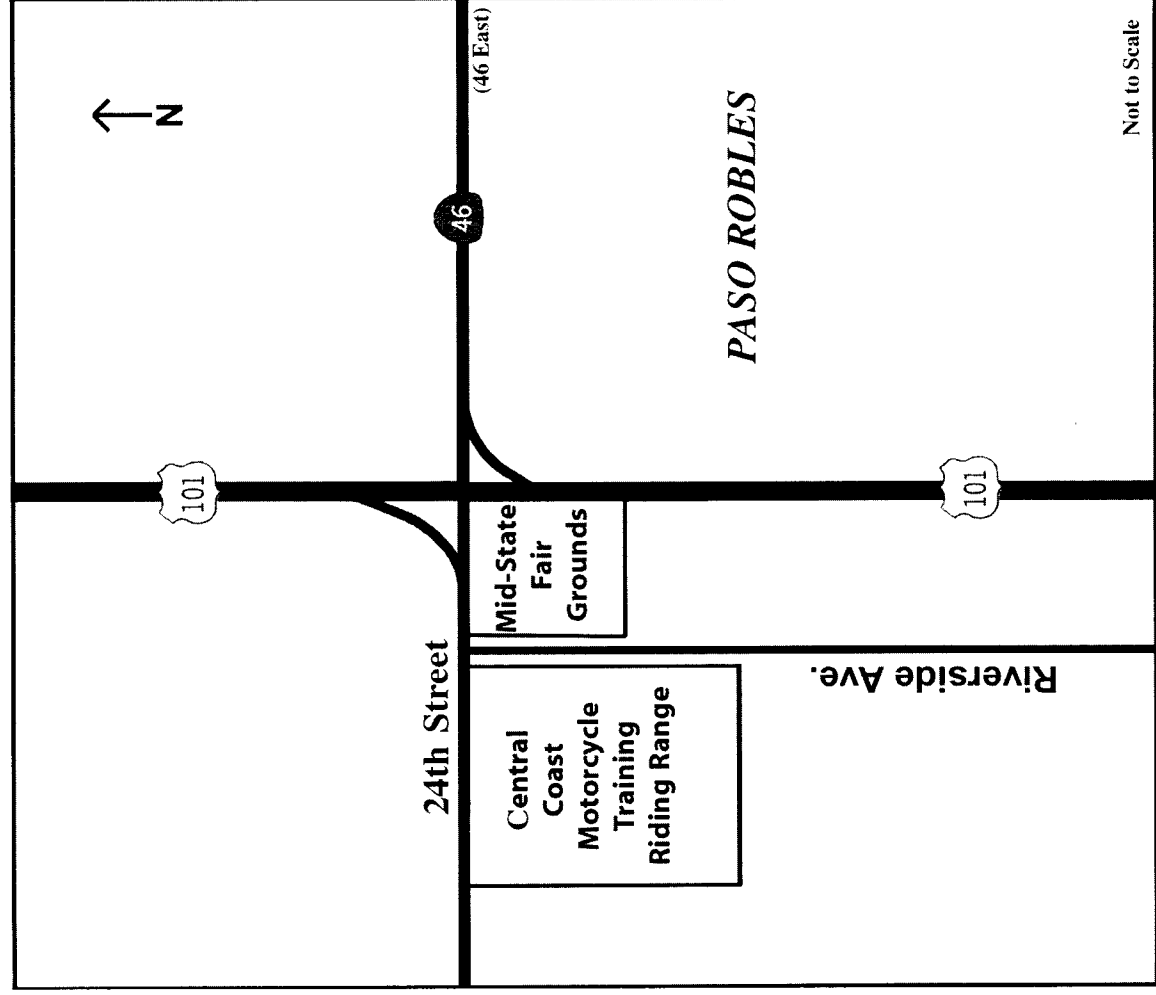 N
101
24th Street
46
(46 East)
Mid-State
Fair
Grounds
Central
Coast
Motorcycle
Training
Riding Range
Riverside Ave.
PASO ROBLES
101
Not to Scale